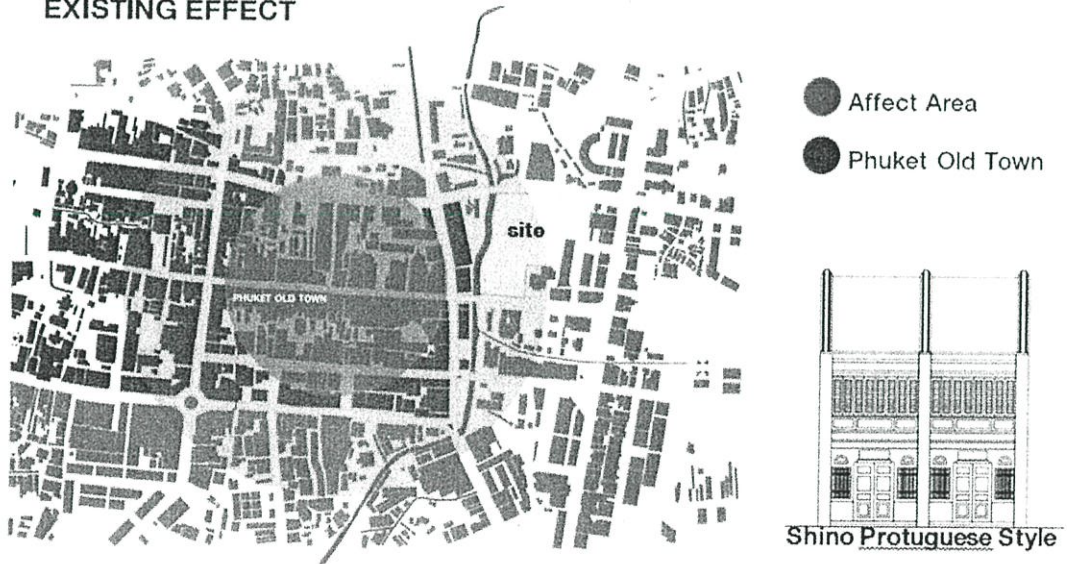 EXISTING EFFECT
Affect Area
Phuket Old Town
site
PHUKET OLD TOWN
Shino Protuguese Style